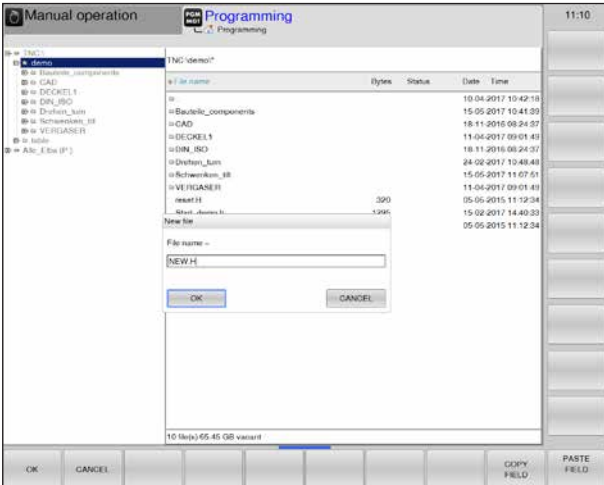 Manual operation
PGM MGT Programming
Programming
11:10
TNC:\
demo
Bauteile_components
CAD
DECKEL1
DIN_ISO
Drehen_turn
Schwenken_tilt
VERGASER
table
TNC:\demo\*
File name Bytes Status Date Time
10-04-2017 10:42:18
Bauteile_components 15-05-2017 10:41:39
CAD 18-11-2016 08:24:37
DECKEL1 11-04-2017 09:01:49
DIN_ISO 18-11-2016 08:24:37
Drehen_turn 24-02-2017 10:48:48
Schwenken_tilt 15-05-2017 11:07:51
VERGASER 11-04-2017 09:01:49
reset.H 320 05-05-2015 11:12:34
15-02-2017 14:40:33
05-05-2015 11:12:34
New file
File name =
NEW.H
OK CANCEL
10 file(s) 65.45 GB vacant
OK CANCEL COPY FIELD PASTE FIELD